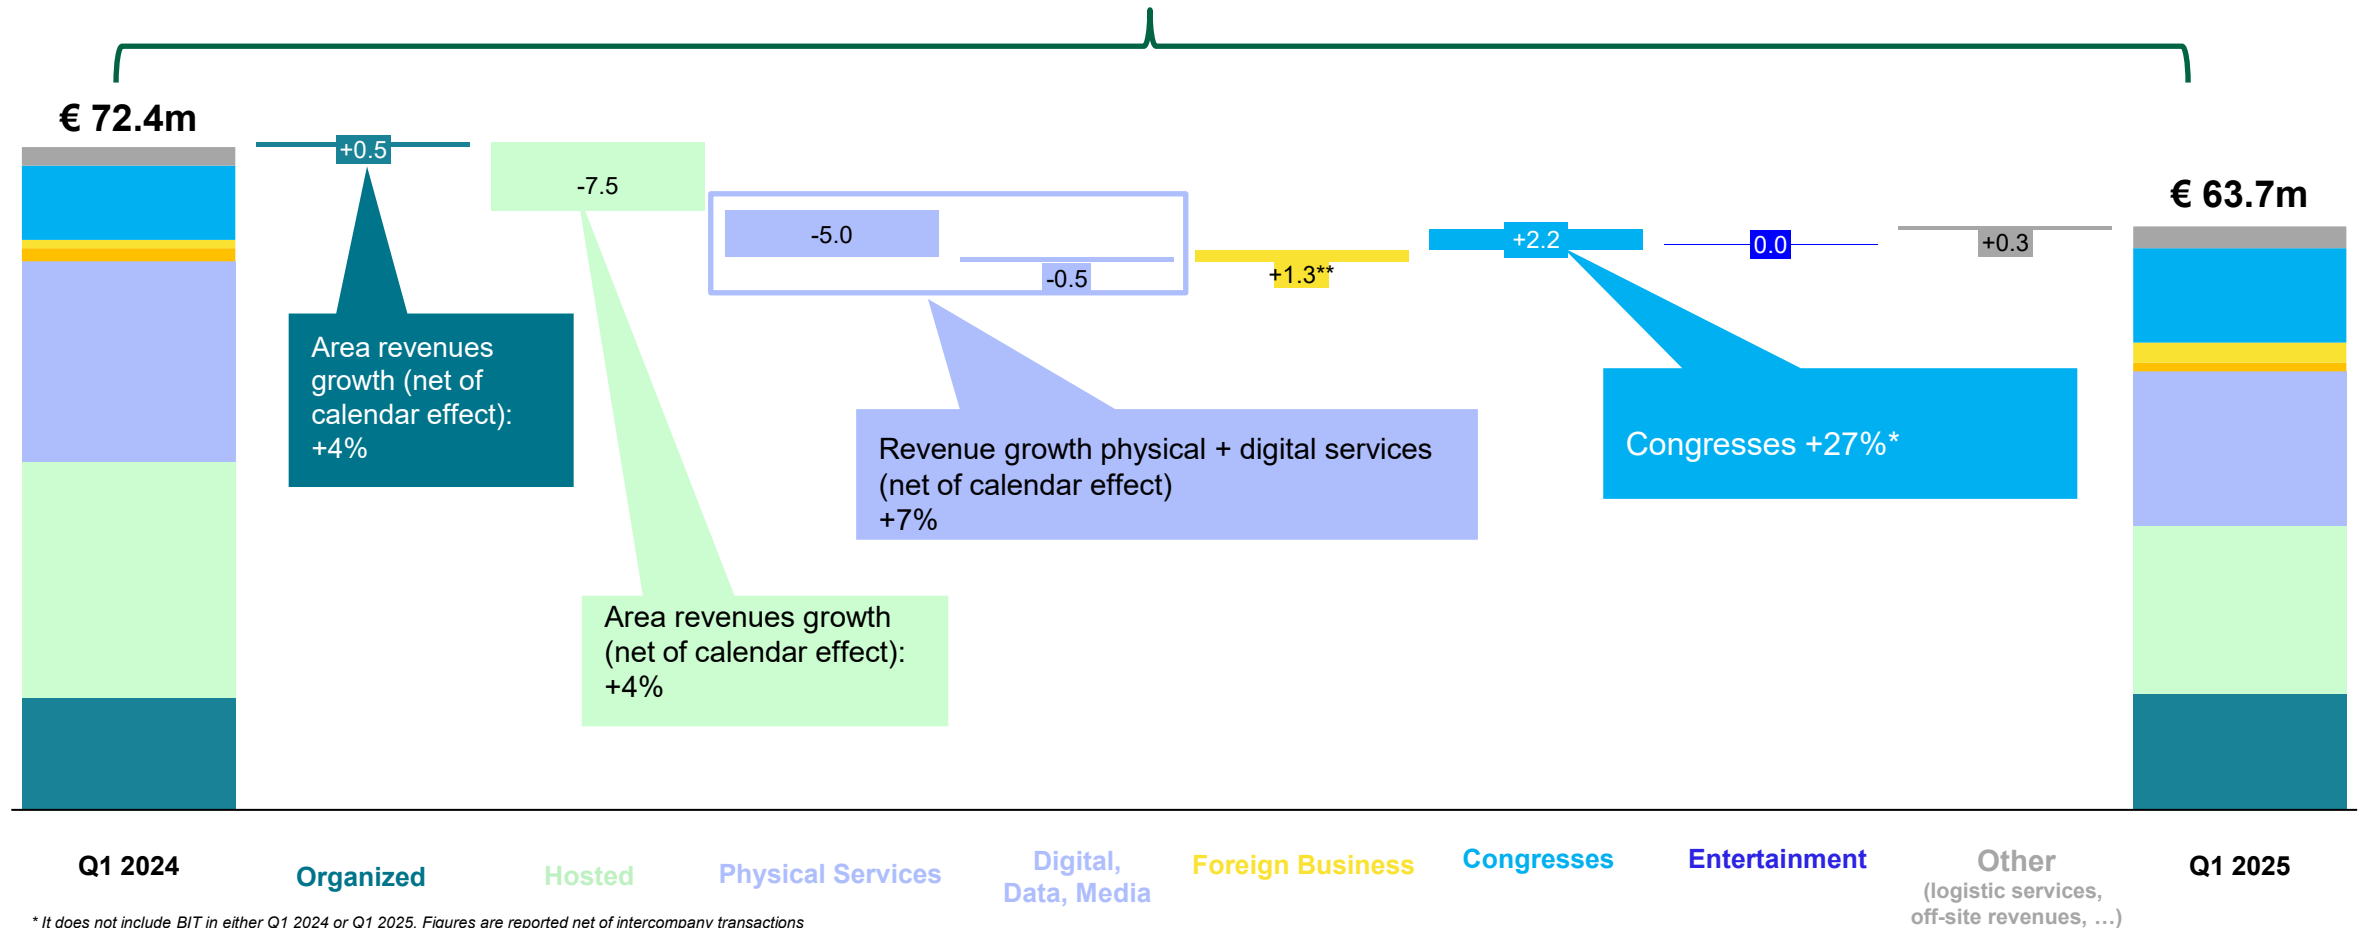 € 72.4m
€ 63.7m
+0.5
-7.5
-5.0
-0.5
+1.3**
+2.2
0.0
+0.3
Area revenues
growth (net of
calendar effect):
+4%
Area revenues growth
(net of calendar effect):
+4%
Revenue growth physical + digital services
(net of calendar effect)
+7%
Congresses +27%*
Q1 2024
Organized
Hosted
Physical Services
Digital,
Data, Media
Foreign Business
Congresses
Entertainment
Other
(logistic services,
off-site revenues, …)
Q1 2025
* It does not include BIT in either Q1 2024 or Q1 2025. Figures are reported net of intercompany transactions